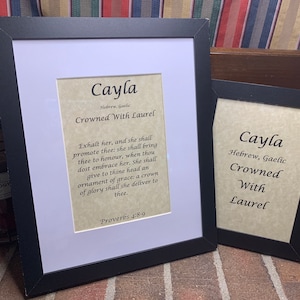 Cayla
Hebrew, Gaelic
Crowned With Laurel
Exhalt her, and she shall
promote thee: she shall bring
thee to honour, when thou
dost embrace her. She shall
give to thine head an
ornament of grace: a crown
of glory shall she deliver to
thee.
Proverbs 4:8-9
Cayla
Hebrew, Gaelic
Crowned
With
Laurel